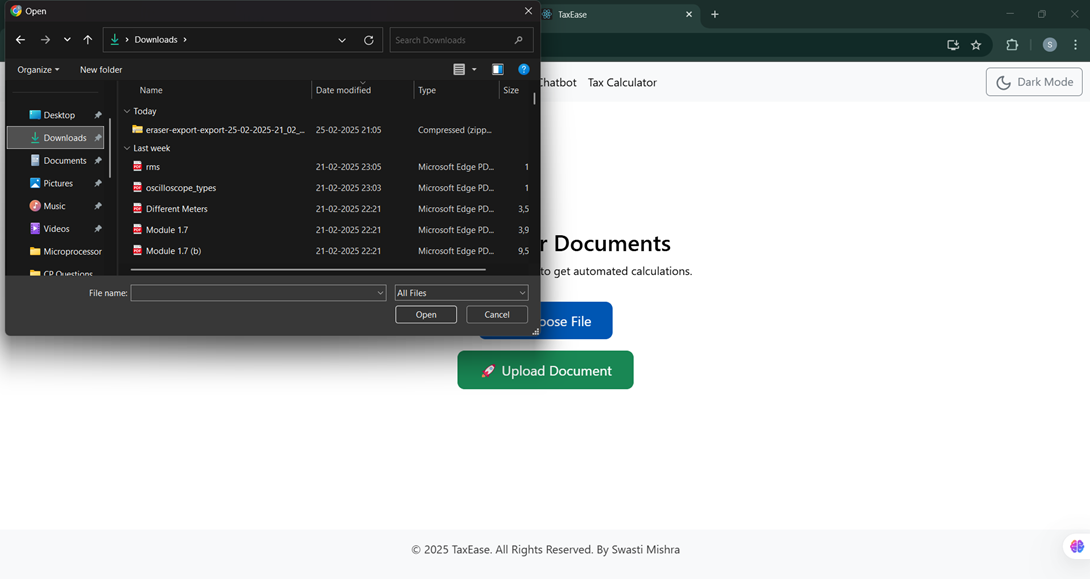 Open
TaxEase
Downloads
Search Downloads
S
Organize
New folder
Chatbot
Tax Calculator
Dark Mode
Name
Date modified
Type
Size
Desktop
Downloads
Documents
Pictures
Music
Videos
Microprocessor
CP Questions
Today
eraser-export-export-25-02-2025-21_02_... 25-02-2025 21:05 Compressed (zipp...
Last week
rms 21-02-2025 23:05 Microsoft Edge PD... 1
oscilloscope_types 21-02-2025 23:03 Microsoft Edge PD... 1
Different Meters 21-02-2025 22:21 Microsoft Edge PD... 3,5
Module 1.7 21-02-2025 22:21 Microsoft Edge PD... 3,9
Module 1.7 (b) 21-02-2025 22:21 Microsoft Edge PD... 9,5
File name:
All Files
Open
Cancel
r Documents
to get automated calculations.
ose File
Upload Document
© 2025 TaxEase. All Rights Reserved. By Swasti Mishra